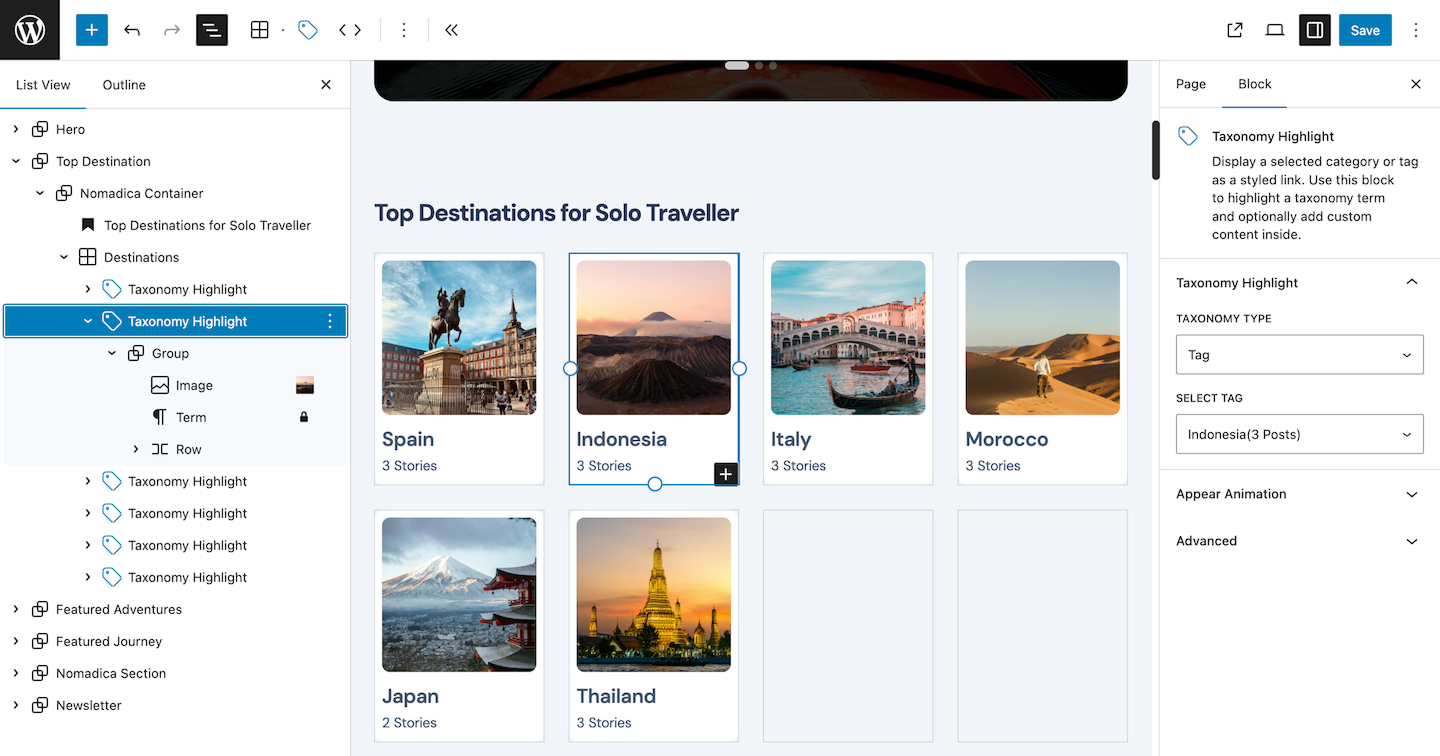 Save
List View
Outline
Hero
Top Destination
Nomadica Container
Top Destinations for Solo Traveller
Destinations
Taxonomy Highlight
Taxonomy Highlight
Group
Image
Term
Row
Taxonomy Highlight
Taxonomy Highlight
Taxonomy Highlight
Taxonomy Highlight
Featured Adventures
Featured Journey
Nomadica Section
Newsletter
Top Destinations for Solo Traveller
Spain
3 Stories
Indonesia
3 Stories
Italy
3 Stories
Morocco
3 Stories
Japan
2 Stories
Thailand
3 Stories
Page
Block
Taxonomy Highlight
Display a selected category or tag
as a styled link. Use this block
to highlight a taxonomy term
and optionally add custom
content inside.
Taxonomy Highlight
TAXONOMY TYPE
Tag
SELECT TAG
Indonesia(3 Posts)
Appear Animation
Advanced